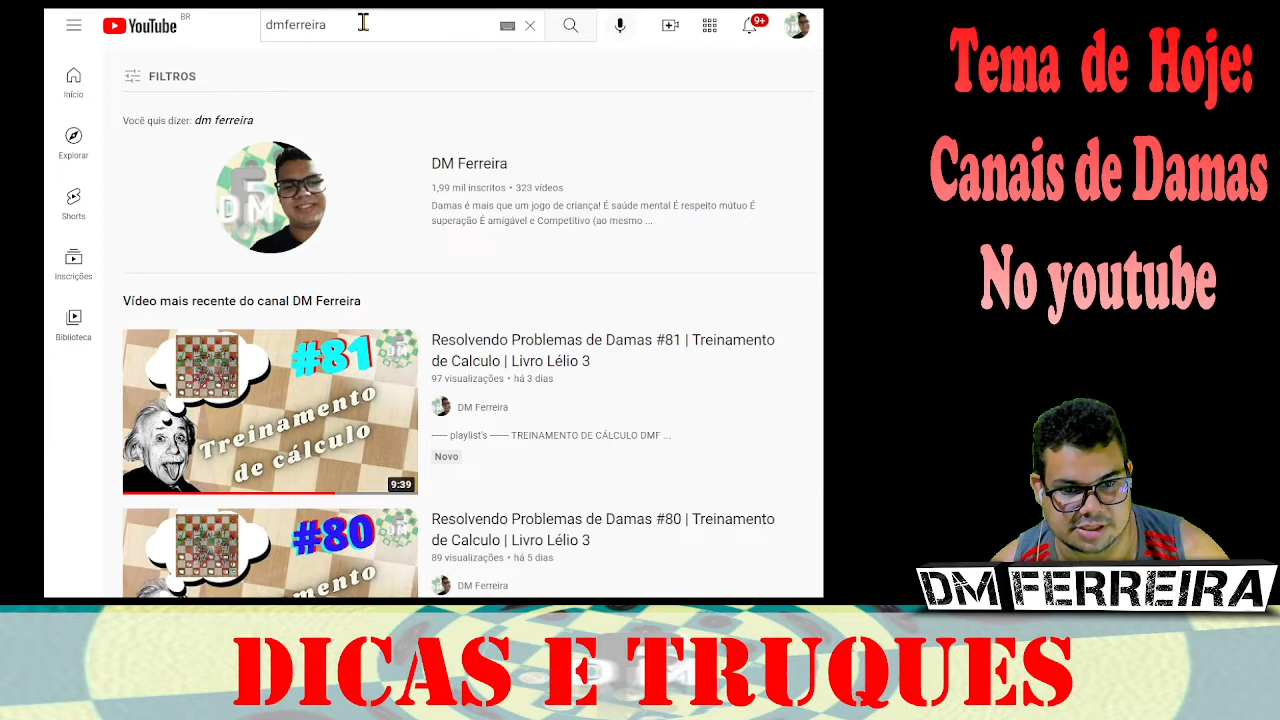 YouTube BR
dmferreira
9+
Início
Explorar
Shorts
Inscrições
Biblioteca
FILTROS
Você quis dizer: dm ferreira
F
DM
DM Ferreira
1,99 mil inscritos • 323 vídeos
Damas é mais que um jogo de criança! É saúde mental É respeito mútuo É
superação É amigável e Competitivo (ao mesmo ...
Vídeo mais recente do canal DM Ferreira
#81
DM
Treinamento
de cálculo
9:39
Resolvendo Problemas de Damas #81 | Treinamento
de Calculo | Livro Lélio 3
97 visualizações • há 3 dias
DM Ferreira
------ playlist's ------- TREINAMENTO DE CÁLCULO DMF ...
Novo
#80
DM
Resolvendo Problemas de Damas #80 | Treinamento
de Calculo | Livro Lélio 3
89 visualizações • há 5 dias
DM Ferreira
Tema de Hoje:
Canais de Damas
No youtube
DM FERREIRA
DICAS E TRUQUES